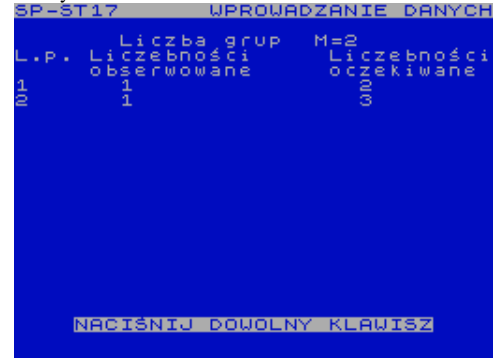 SP-ST17 WPROWADZANIE DANYCH
Liczba grup M=2
L.p. Liczebności Liczebności
obserwowane oczekiwane
1 1 2
2 1 3
NACIŚNIJ DOWOLNY KLAWISZ